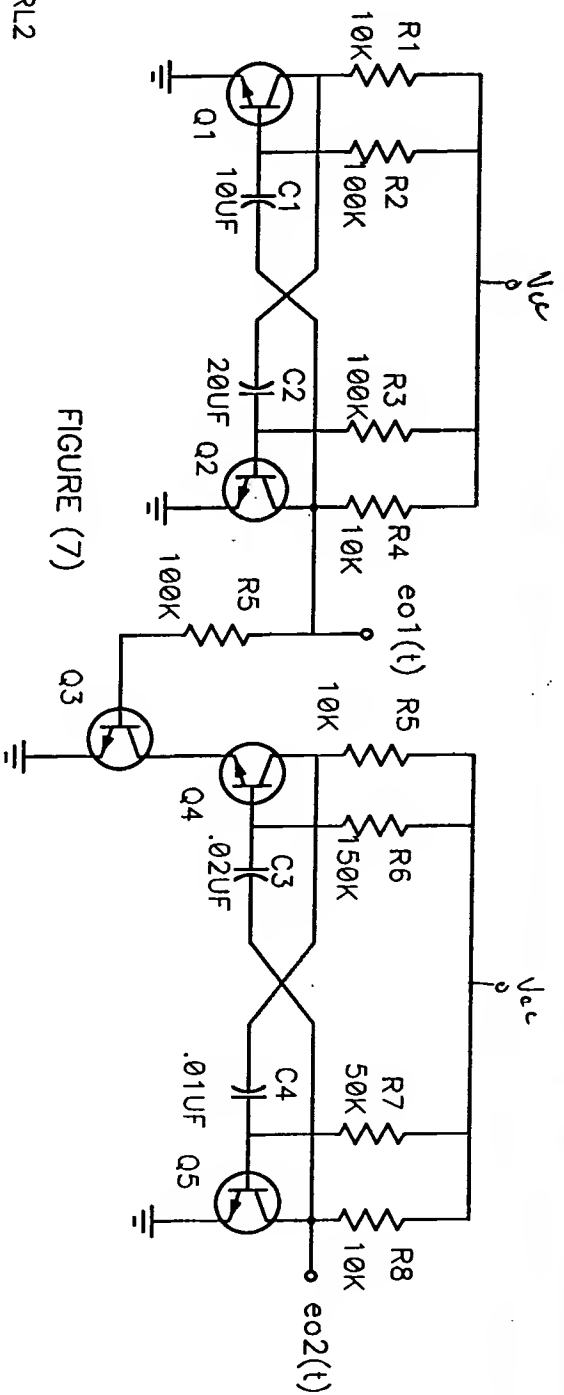 Vcc
R1
10K
R2
100K
R3
100K
R4
10K
Q1
C1
10UF
C2
20UF
Q2
eo1(t)
R5
100K
Q3
Vcc
R5
10K
R6
150K
R7
50K
R8
10K
Q4
C3
.02UF
C4
.01UF
Q5
eo2(t)
FIGURE (7)
RL2